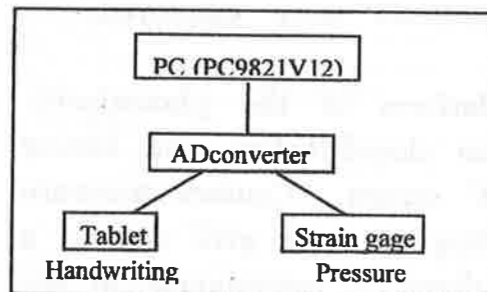 PC (PC9821V12)
ADconverter
Tablet
Strain gage
Handwriting
Pressure